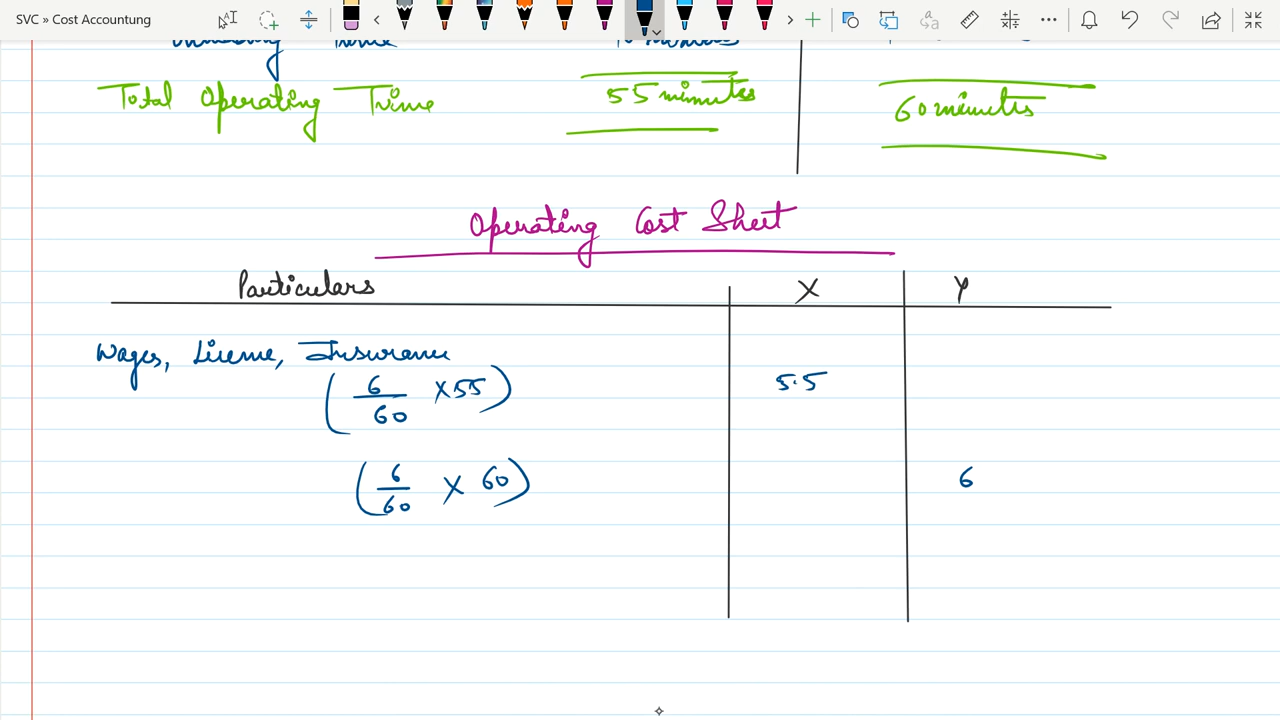 SVC » Cost Accountung
Time
Total Operating Time 55 minutes 60 minutes
Operating Cost Sheet
Particulars X Y
Wages, License, Insurance
(6/60 × 55) 5.5
(6/60 × 60) 6